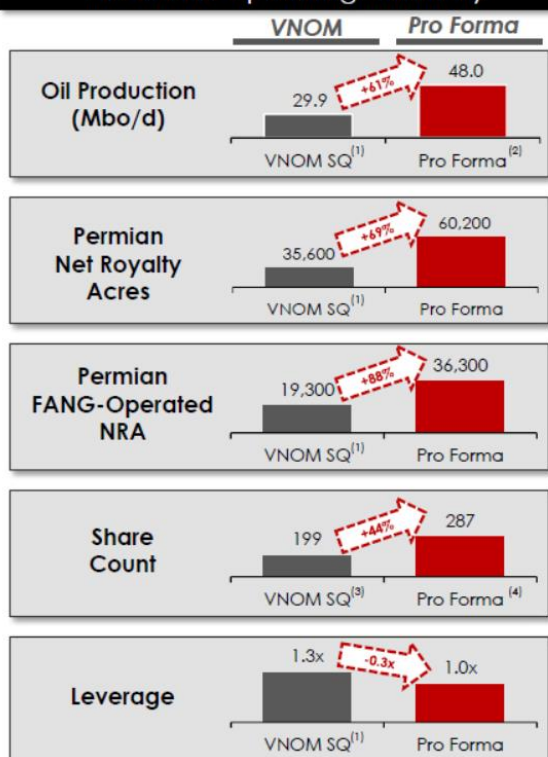 VNOM Pro Forma
Oil Production
(Mbo/d)
29.9
+61%
48.0
VNOM SQ(1) Pro Forma(2)
Permian
Net Royalty
Acres
35,600
+69%
60,200
VNOM SQ(1) Pro Forma
Permian
FANG-Operated
NRA
19,300
+88%
36,300
VNOM SQ(1) Pro Forma
Share
Count
199
+44%
287
VNOM SQ(3) Pro Forma(4)
Leverage
1.3x
-0.3x
1.0x
VNOM SQ(1) Pro Forma